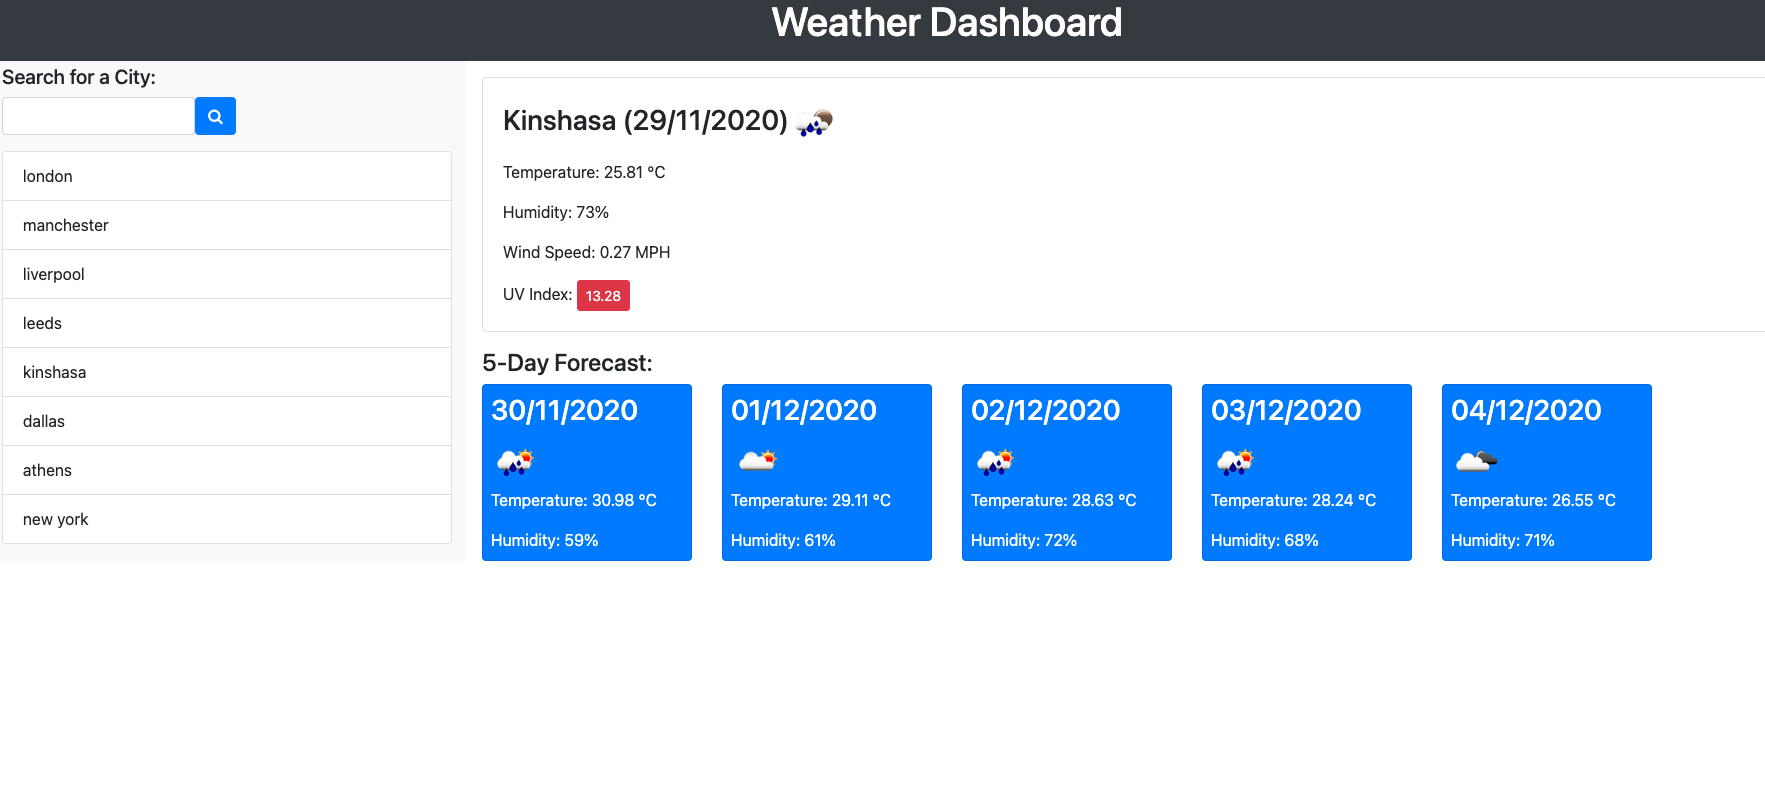 Weather Dashboard
Search for a City:
london
manchester
liverpool
leeds
kinshasa
dallas
athens
new york
Kinshasa (29/11/2020)
Temperature: 25.81 °C
Humidity: 73%
Wind Speed: 0.27 MPH
UV Index: 13.28
5-Day Forecast:
30/11/2020
Temperature: 30.98 °C
Humidity: 59%
01/12/2020
Temperature: 29.11 °C
Humidity: 61%
02/12/2020
Temperature: 28.63 °C
Humidity: 72%
03/12/2020
Temperature: 28.24 °C
Humidity: 68%
04/12/2020
Temperature: 26.55 °C
Humidity: 71%